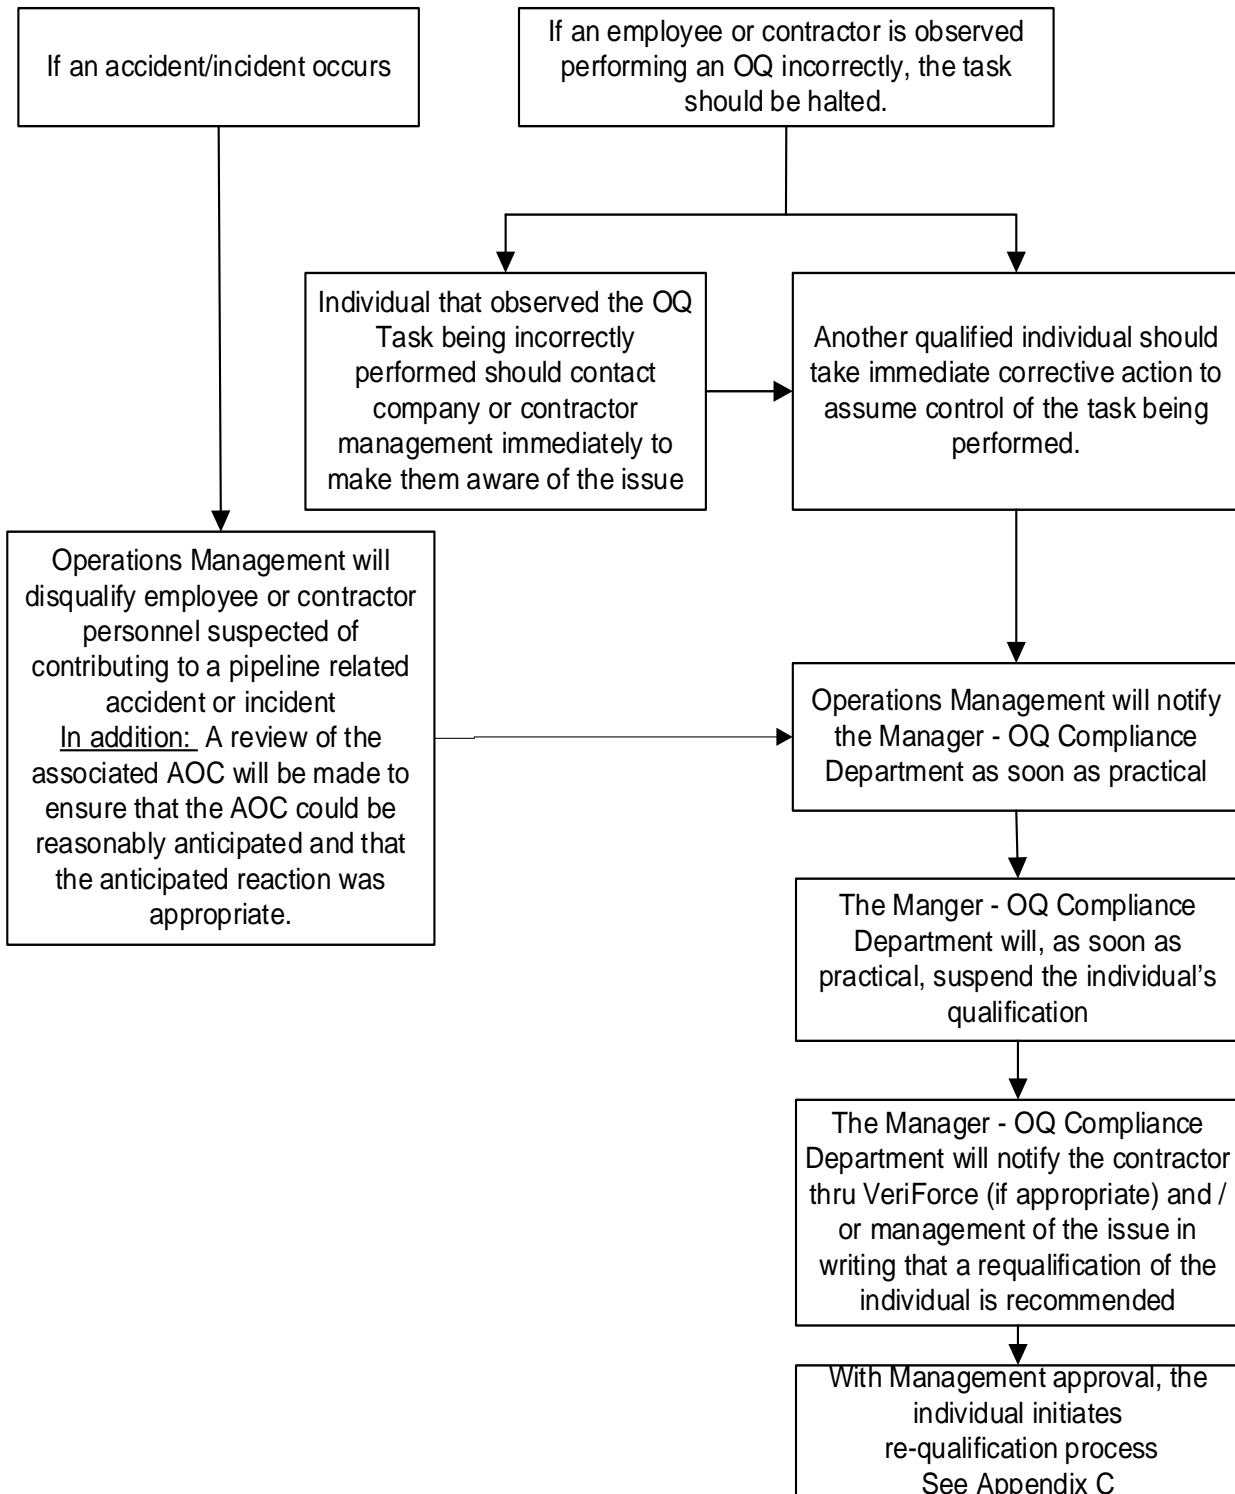 If an accident/incident occurs
If an employee or contractor is observed
performing an OQ incorrectly, the task
should be halted.
Individual that observed the OQ
Task being incorrectly
performed should contact
company or contractor
management immediately to
make them aware of the issue
Another qualified individual should
take immediate corrective action to
assume control of the task being
performed.
Operations Management will
disqualify employee or contractor
personnel suspected of
contributing to a pipeline related
accident or incident
In addition: A review of the
associated AOC will be made to
ensure that the AOC could be
reasonably anticipated and that
the anticipated reaction was
appropriate.
Operations Management will notify
the Manager - OQ Compliance
Department as soon as practical
The Manger - OQ Compliance
Department will, as soon as
practical, suspend the individual's
qualification
The Manager - OQ Compliance
Department will notify the contractor
thru VeriForce (if appropriate) and /
or management of the issue in
writing that a requalification of the
individual is recommended
With Management approval, the
individual initiates
re-qualification process
See Appendix C